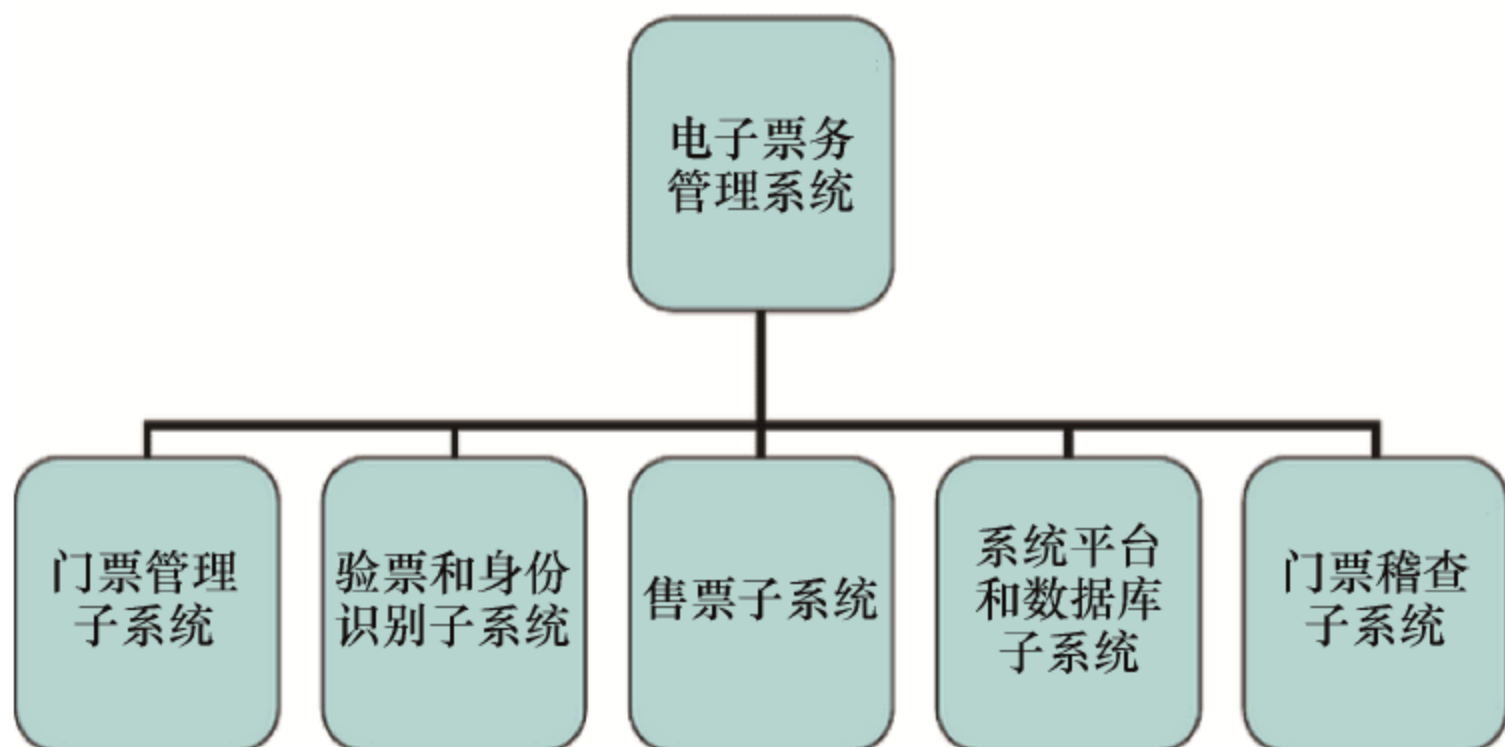 电子票务
管理系统
门票管理
子系统
验票和身份
识别子系统
售票子系统
系统平台
和数据库
子系统
门票稽查
子系统